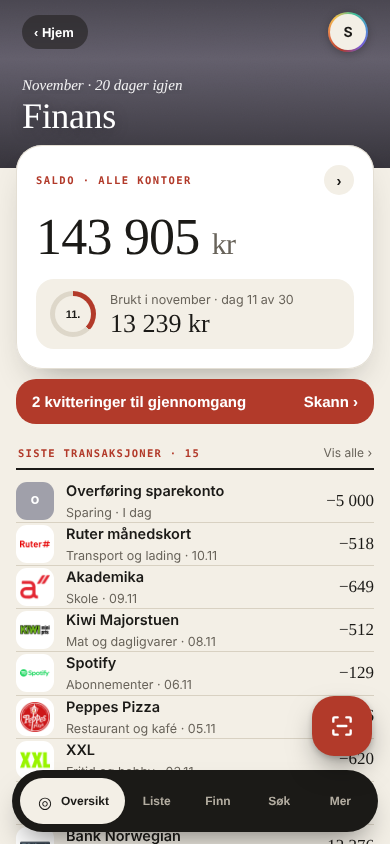 ‹ Hjem
S
November · 20 dager igjen
Finans
SALDO · ALLE KONTOER
›
143 905 kr
11.
Brukt i november · dag 11 av 30
13 239 kr
2 kvitteringer til gjennomgang
Skann ›
SISTE TRANSAKSJONER · 15
Vis alle ›
O
Overføring sparekonto
−5 000
Sparing · I dag
Ruter#
Ruter månedskort
−518
Transport og lading · 10.11
a
Akademika
−649
Skole · 09.11
KIWI
Kiwi Majorstuen
−512
Mat og dagligvarer · 08.11
Spotify
Spotify
−129
Abonnementer · 06.11
Peppes
Peppes Pizza
Restaurant og kafé · 05.11
XXL
XXL
−620
Oversikt
Liste
Finn
Søk
Mer
Bank Norwegian